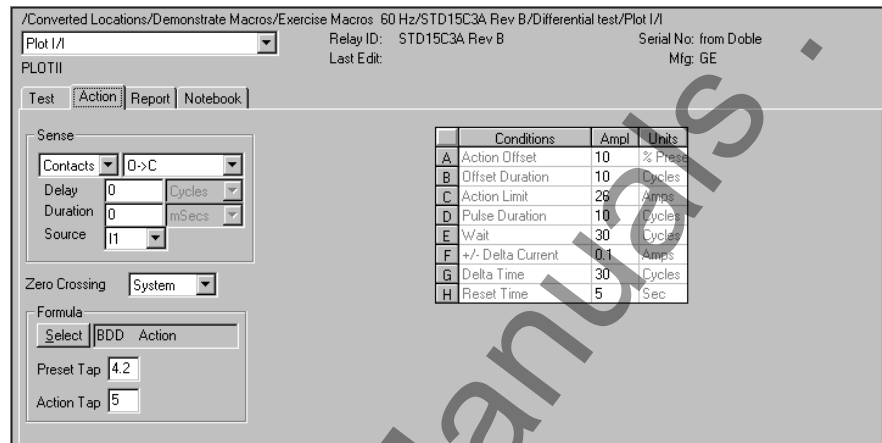 /Converted Locations/Demonstrate Macros/Exercise Macros 60 Hz/STD15C3A Rev B/Differential test/Plot I/I
Plot I/I
Relay ID: STD15C3A Rev B
Serial No: from Doble
Last Edit:
Mfg: GE
PLOTII
Test Action Report Notebook
Sense
Contacts O->C
Delay 0 Cycles
Duration 0 mSecs
Source I1
Zero Crossing System
Formula
Select BDD Action
Preset Tap 4.2
Action Tap 5
Conditions Ampl Units
A Action Offset 10 % Prese
B Offset Duration 10 Cycles
C Action Limit 26 Amps
D Pulse Duration 10 Cycles
E Wait 30 Cycles
F +/- Delta Current 0.1 Amps
G Delta Time 30 Cycles
H Reset Time 5 Sec